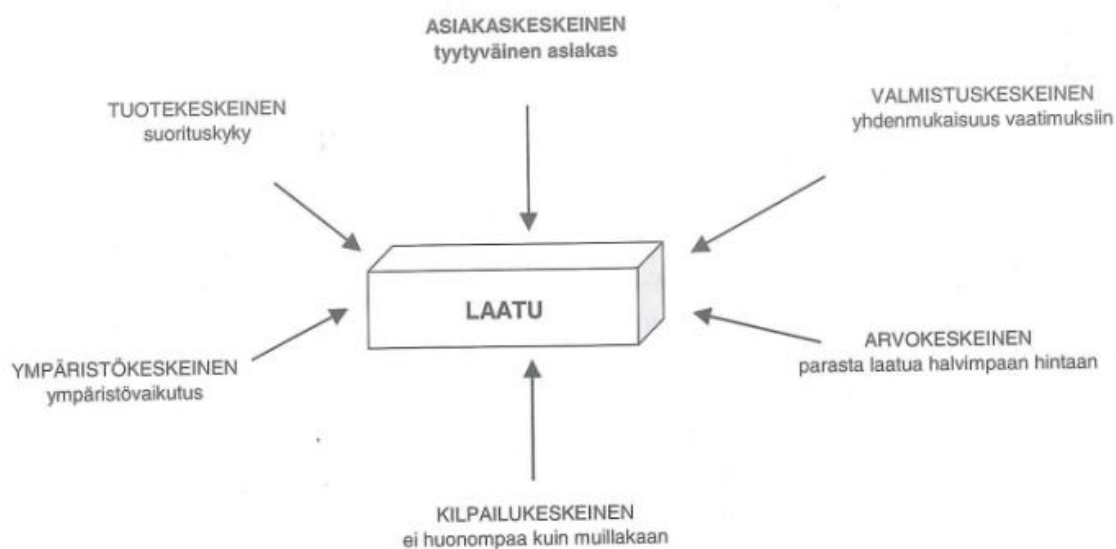 ASIAKASKESKEINEN
tyytyväinen asiakas
TUOTEKESKEINEN
suorituskyky
VALMISTUSKESKEINEN
yhdenmukaisuus vaatimuksiin
LAATU
YMPÄRISTÖKESKEINEN
ympäristövaikutus
ARVOKESKEINEN
parasta laatua halvimpaan hintaan
KILPAILUKESKEINEN
ei huonompaa kuin muillakaan